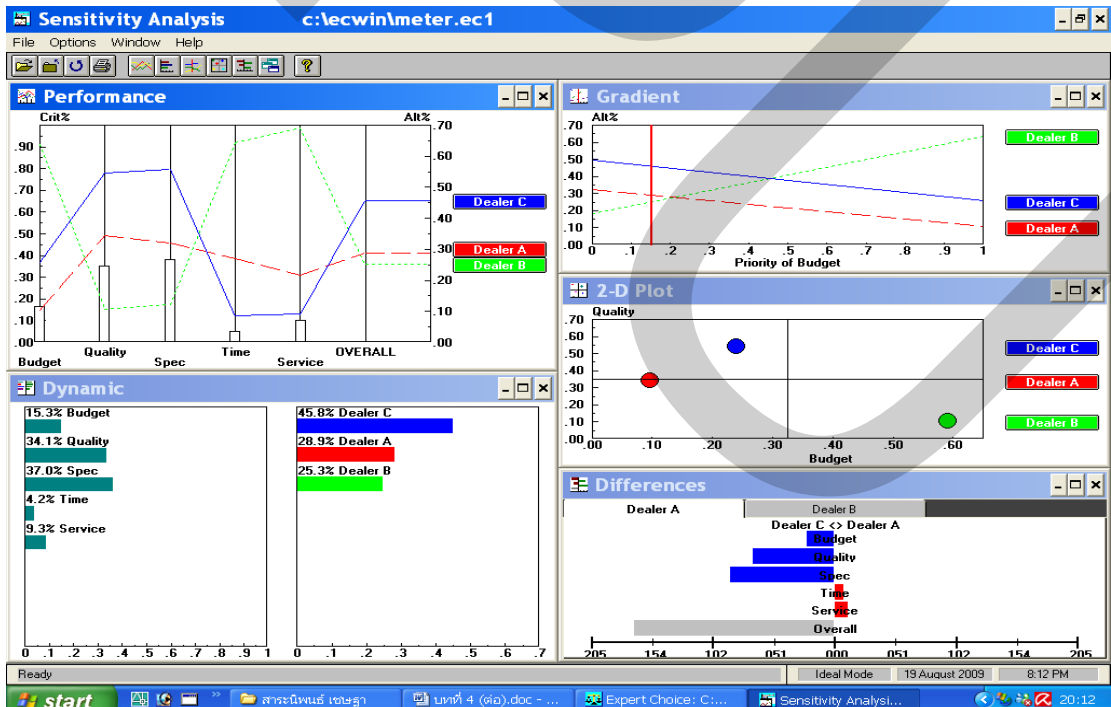 Sensitivity Analysis c:\ecwin\meter.ec1
File Options Window Help
Performance
Crit% Alt%
.90
.80
.70
.60
.50
.40
.30
.20
.10
.00
.70
.60
.50
.40
.30
.20
.10
.00
Dealer C
Dealer A
Dealer B
Budget Quality Spec Time Service OVERALL
Gradient
Alt%
.70
.60
.50
.40
.30
.20
.10
.00
0 .1 .2 .3 .4 .5 .6 .7 .8 .9 1
Priority of Budget
Dealer B
Dealer C
Dealer A
2-D Plot
Quality
.70
.60
.50
.40
.30
.20
.10
.00
.00 .10 .20 .30 .40 .50 .60
Budget
Dealer C
Dealer A
Dealer B
Dynamic
15.3% Budget
34.1% Quality
37.0% Spec
4.2% Time
9.3% Service
0 .1 .2 .3 .4 .5 .6 .7 .8 .9 1
45.8% Dealer C
28.9% Dealer A
25.3% Dealer B
0 .1 .2 .3 .4 .5 .6 .7
Differences
Dealer A Dealer B
Dealer C <> Dealer A
Budget
Quality
Spec
Time
Service
Overall
205 154 102 051 000 051 102 154 205
Ready Ideal Mode 19 August 2009 8:12 PM
start สาระนิพนธ์ เชษฐา บทที่ 4 (ต่อ).doc - ... Expert Choice: C:... Sensitivity Analysi... 20:12